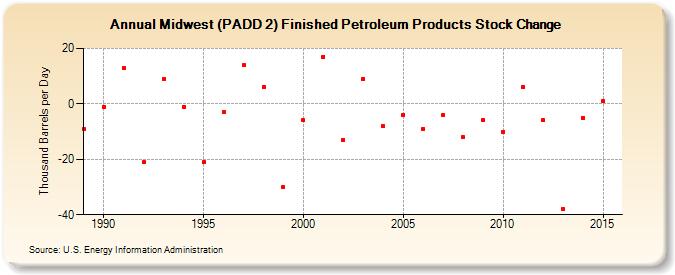 Annual Midwest (PADD 2) Finished Petroleum Products Stock Change
Thousand Barrels per Day
20
0
-20
-40
1990 1995 2000 2005 2010 2015
Source: U.S. Energy Information Administration